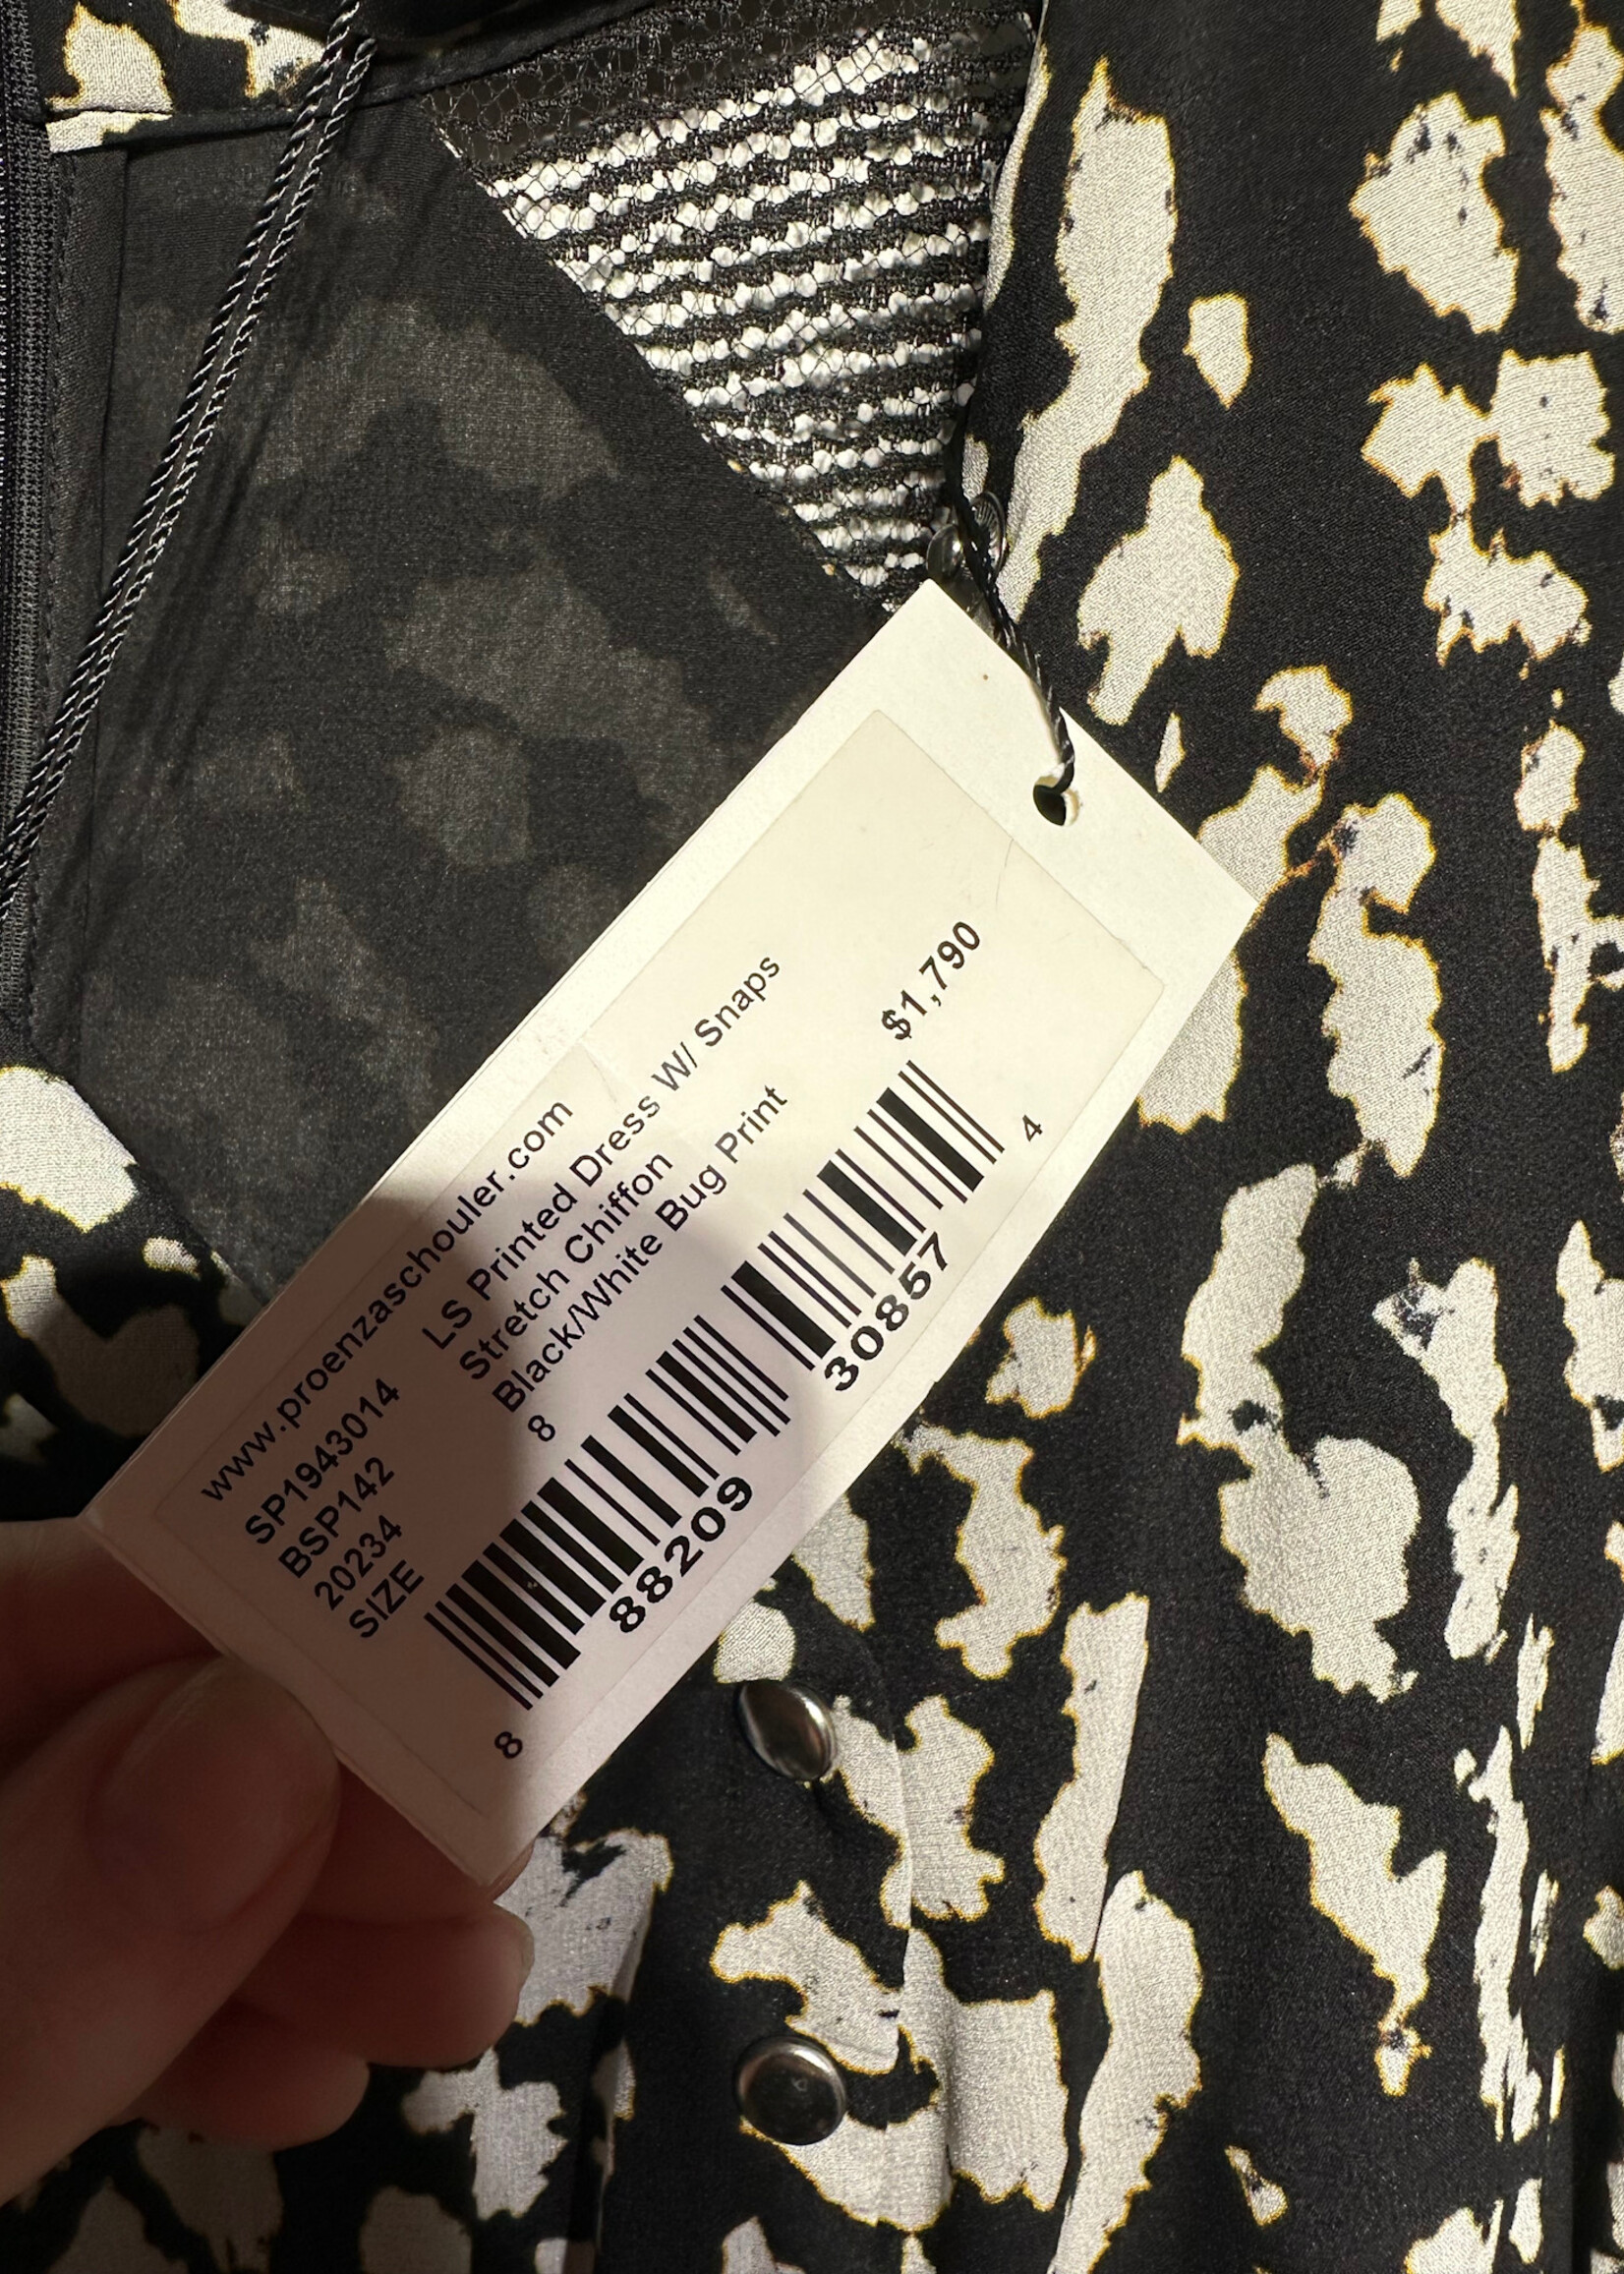 www.proenzaschouler.com
SP1943014 LS Printed Dress W/ Snaps
BSP142 Stretch Chiffon
20234 Black/White Bug Print
SIZE 8 $1,790
8 88209 30857 4